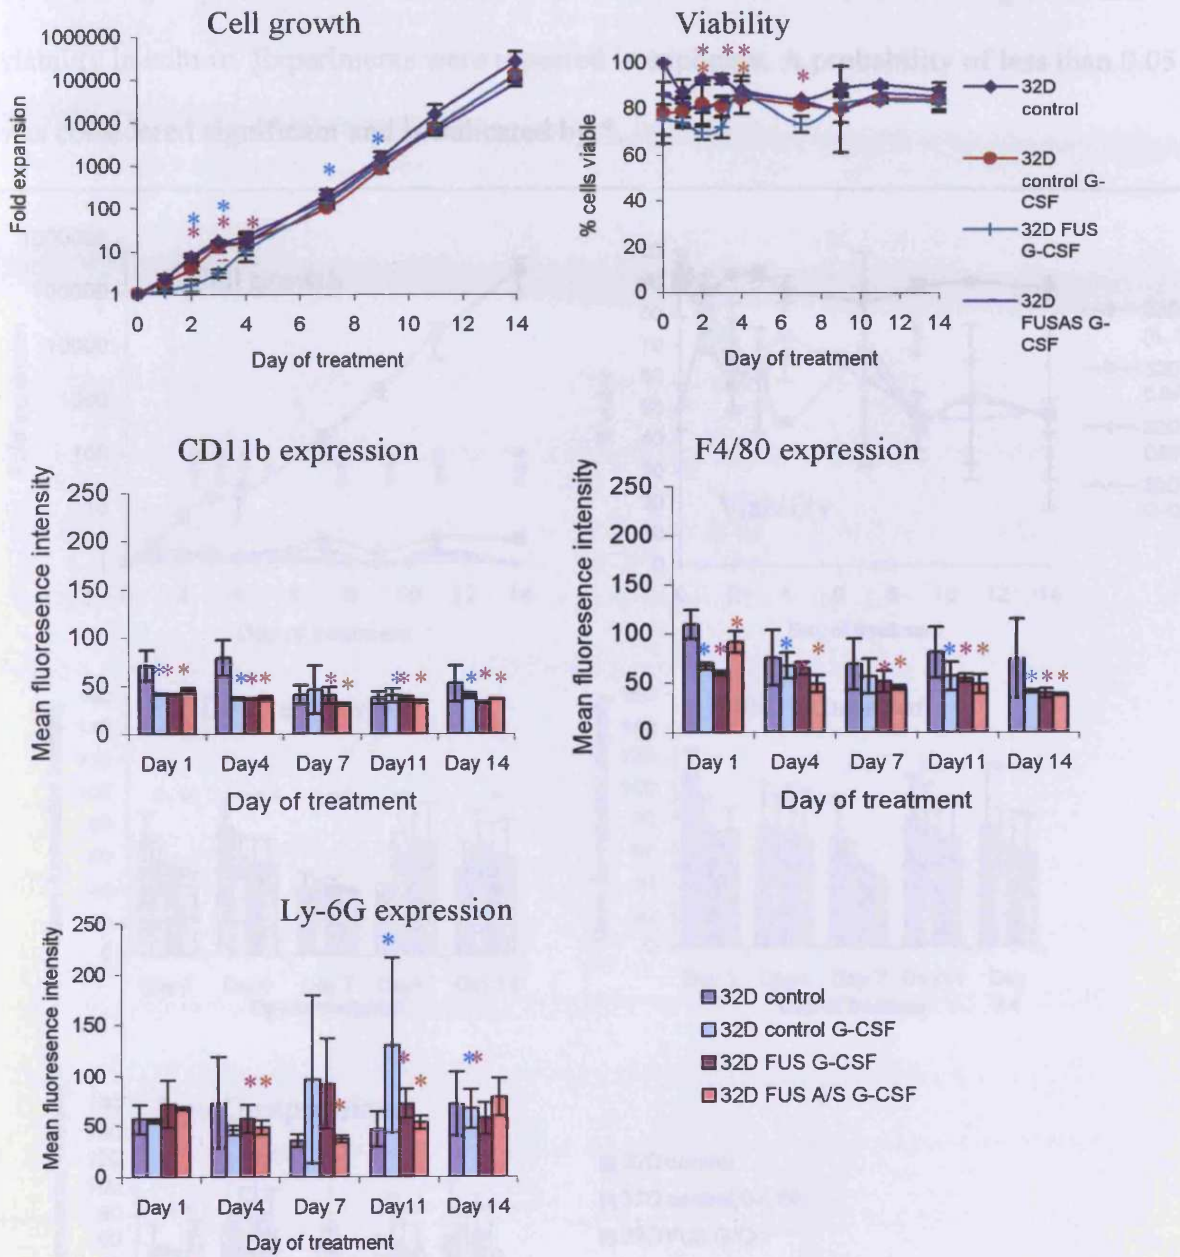 Cell growth
Viability
1000000
100000
10000
1000
100
10
1
Fold expansion
0 2 4 6 8 10 12 14
Day of treatment
100
80
60
40
20
0
% cells viable
0 2 4 6 8 10 12 14
Day of treatment
32D
control
32D
control G-
CSF
32D FUS
G-CSF
32D
FUSAS G-
CSF
CD11b expression
250
200
150
100
50
0
Mean fluoresence intensity
Day 1 Day4 Day 7 Day11 Day 14
Day of treatment
F4/80 expression
250
200
150
100
50
0
Mean fluoresence intensity
Day 1 Day4 Day 7 Day11 Day 14
Day of treatment
Ly-6G expression
250
200
150
100
50
0
Mean fluoresence intensity
Day 1 Day4 Day 7 Day11 Day 14
Day of treatment
32D control
32D control G-CSF
32D FUS G-CSF
32D FUS A/S G-CSF